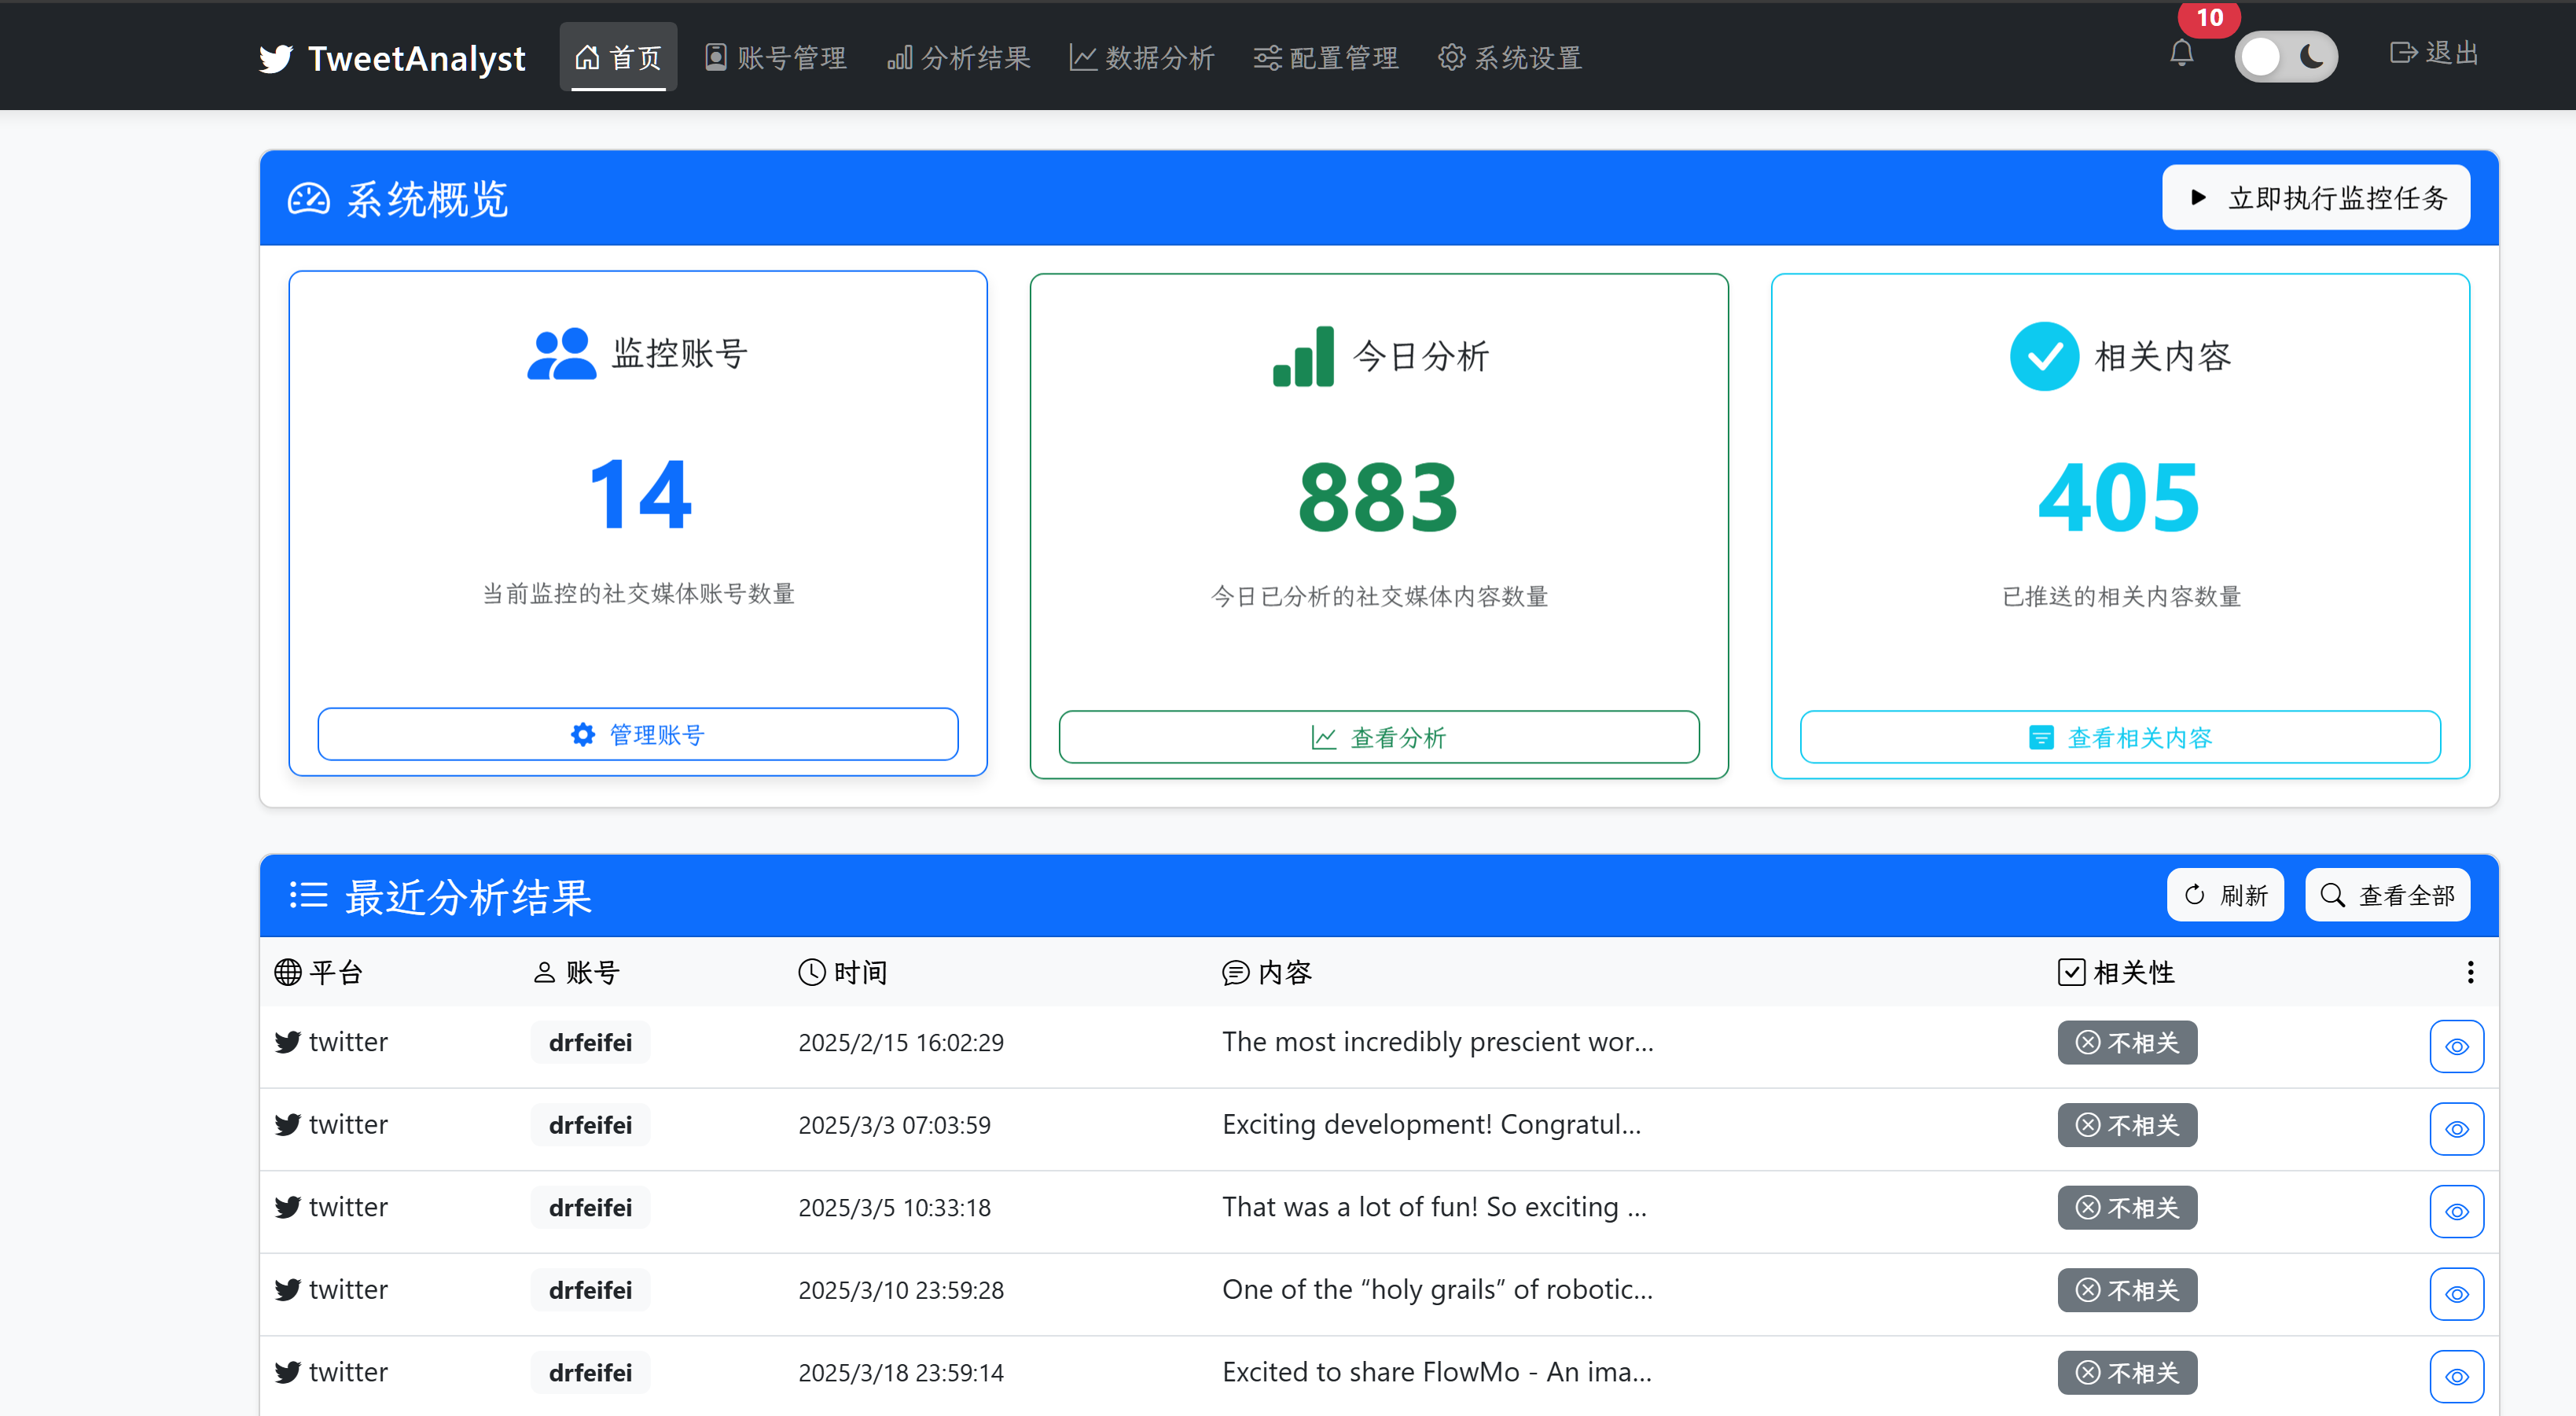 TweetAnalyst 首页 账号管理 分析结果 数据分析 配置管理 系统设置 10 退出
系统概览 立即执行监控任务
监控账号 今日分析 相关内容
14 883 405
当前监控的社交媒体账号数量 今日已分析的社交媒体内容数量 已推送的相关内容数量
管理账号 查看分析 查看相关内容
最近分析结果 刷新 查看全部
平台 账号 时间 内容 相关性
twitter drfeifei 2025/2/15 16:02:29 The most incredibly prescient wor... 不相关
twitter drfeifei 2025/3/3 07:03:59 Exciting development! Congratul... 不相关
twitter drfeifei 2025/3/5 10:33:18 That was a lot of fun! So exciting ... 不相关
twitter drfeifei 2025/3/10 23:59:28 One of the “holy grails” of robotic... 不相关
twitter drfeifei 2025/3/18 23:59:14 Excited to share FlowMo - An ima... 不相关